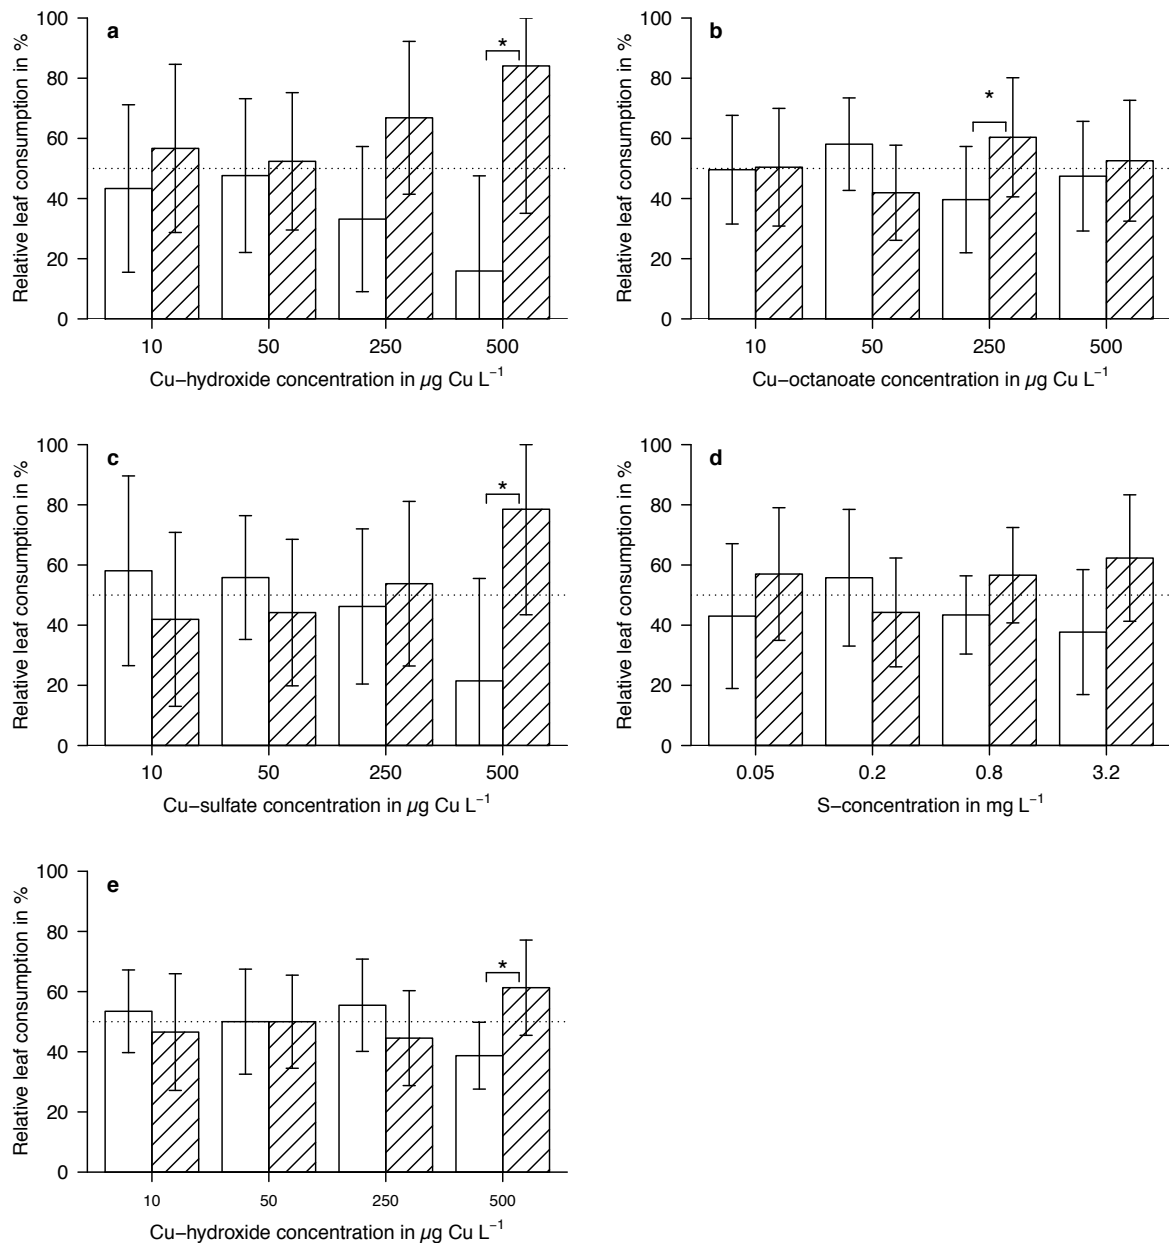 a
Relative leaf consumption in %
100
80
60
40
20
0
*
10 50 250 500
Cu−hydroxide concentration in µg Cu L⁻¹
b
Relative leaf consumption in %
100
80
60
40
20
0
*
10 50 250 500
Cu−octanoate concentration in µg Cu L⁻¹
c
Relative leaf consumption in %
100
80
60
40
20
0
*
10 50 250 500
Cu−sulfate concentration in µg Cu L⁻¹
d
Relative leaf consumption in %
100
80
60
40
20
0
0.05 0.2 0.8 3.2
S−concentration in mg L⁻¹
e
Relative leaf consumption in %
100
80
60
40
20
0
*
10 50 250 500
Cu−hydroxide concentration in µg Cu L⁻¹